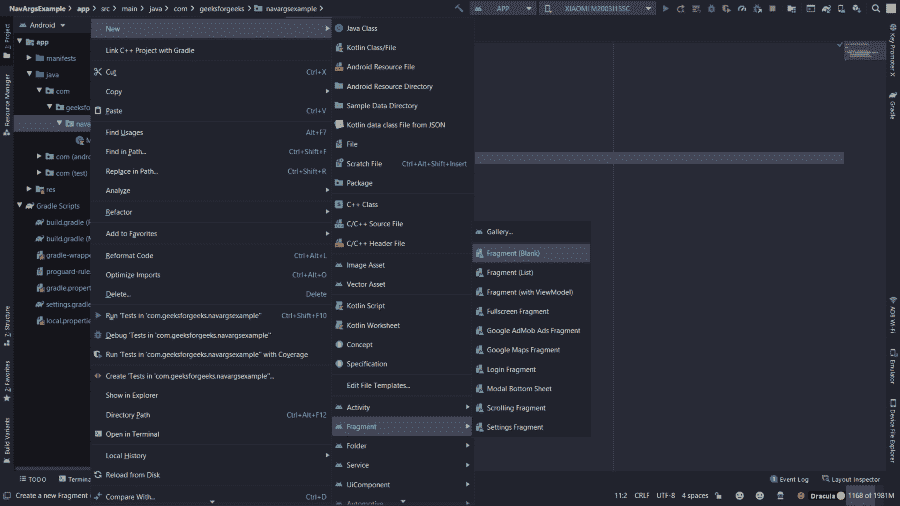 NavArgsExample › app › src › main › java › com › geeksforgeeks › navargsexample ›
APP
XIAOMI M2003J15SC
Android
app
manifests
java
com
geeksfor
nava
M
com (andro
com (test)
res
Gradle Scripts
build.gradle (P
build.gradle (M
gradle-wrappe
proguard-rule
gradle.propert
settings.gradle
local.properti
New
Link C++ Project with Gradle
Cut Ctrl+X
Copy
Paste Ctrl+V
Find Usages Alt+F7
Find in Path... Ctrl+Shift+F
Replace in Path... Ctrl+Shift+R
Analyze
Refactor
Add to Favorites
Reformat Code Ctrl+Alt+L
Optimize Imports Ctrl+Alt+O
Delete... Delete
Run 'Tests in 'com.geeksforgeeks.navargsexample'' Ctrl+Shift+F10
Debug 'Tests in 'com.geeksforgeeks.navargsexample''
Run 'Tests in 'com.geeksforgeeks.navargsexample'' with Coverage
Create 'Tests in 'com.geeksforgeeks.navargsexample''...
Show in Explorer
Directory Path Ctrl+Alt+F12
Open in Terminal
Local History
Reload from Disk
Compare With... Ctrl+D
Java Class
Kotlin Class/File
Android Resource File
Android Resource Directory
Sample Data Directory
Kotlin data class File from JSON
File
Scratch File Ctrl+Alt+Shift+Insert
Package
C++ Class
C/C++ Source File
C/C++ Header File
Image Asset
Vector Asset
Kotlin Script
Kotlin Worksheet
Concept
Specification
Edit File Templates...
Activity
Fragment
Folder
Service
UiComponent
Automotive
Gallery...
Fragment (Blank)
Fragment (List)
Fragment (with ViewModel)
Fullscreen Fragment
Google AdMob Ads Fragment
Google Maps Fragment
Login Fragment
Modal Bottom Sheet
Scrolling Fragment
Settings Fragment
1: Project
Resource Manager
Z: Structure
2: Favorites
Build Variants
Key Promoter X
Gradle
ADB Wi-Fi
Emulator
Device File Explorer
TODO
Termin
Event Log
Layout Inspector
Create a new Fragment
11:2 CRLF UTF-8 4 spaces
Dracula
1168 of 1981M